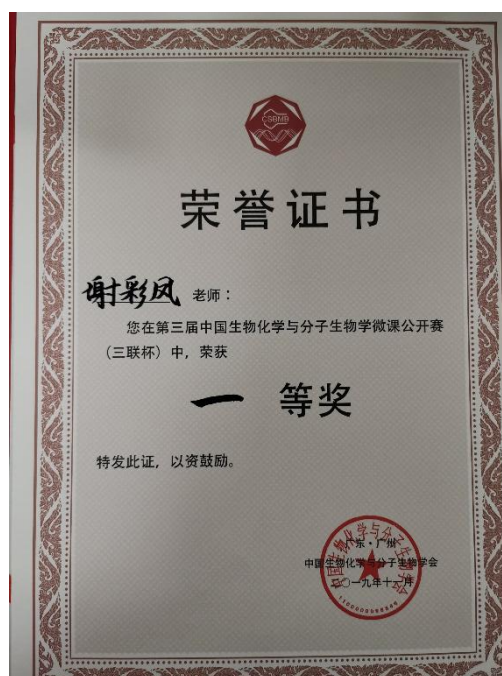 CSBMB
荣誉证书
谢彩凤 老师：
您在第三届中国生物化学与分子生物学微课公开赛
（三联杯）中，荣获
一 等奖
特发此证，以资鼓励。
广东·广州
中国生物化学与分子生物学会
二〇一九年十一月